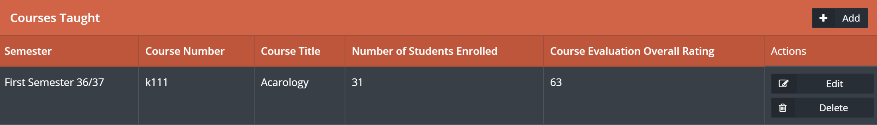 Courses Taught
Add
Semester Course Number Course Title Number of Students Enrolled Course Evaluation Overall Rating Actions
First Semester 36/37 k111 Acarology 31 63 Edit
Delete